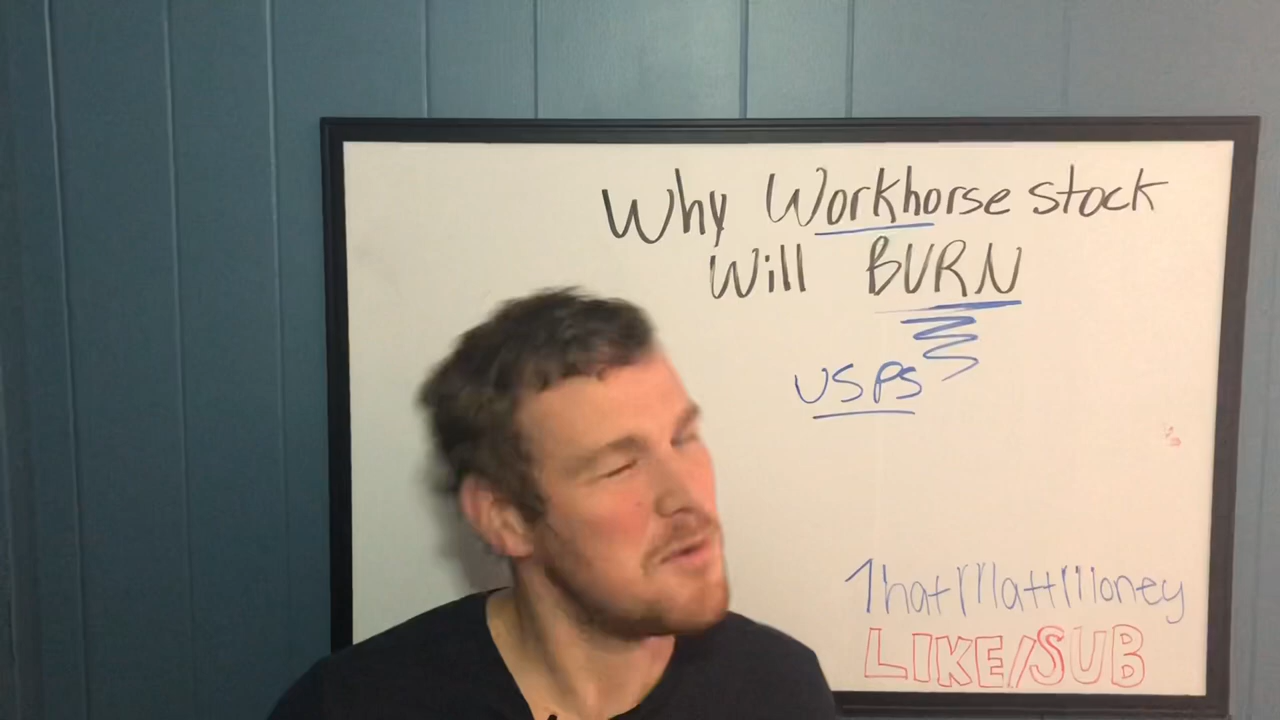 Why Workhorse stock
Will BURN
USPS
ThatMattMoney
LIKE/SUB